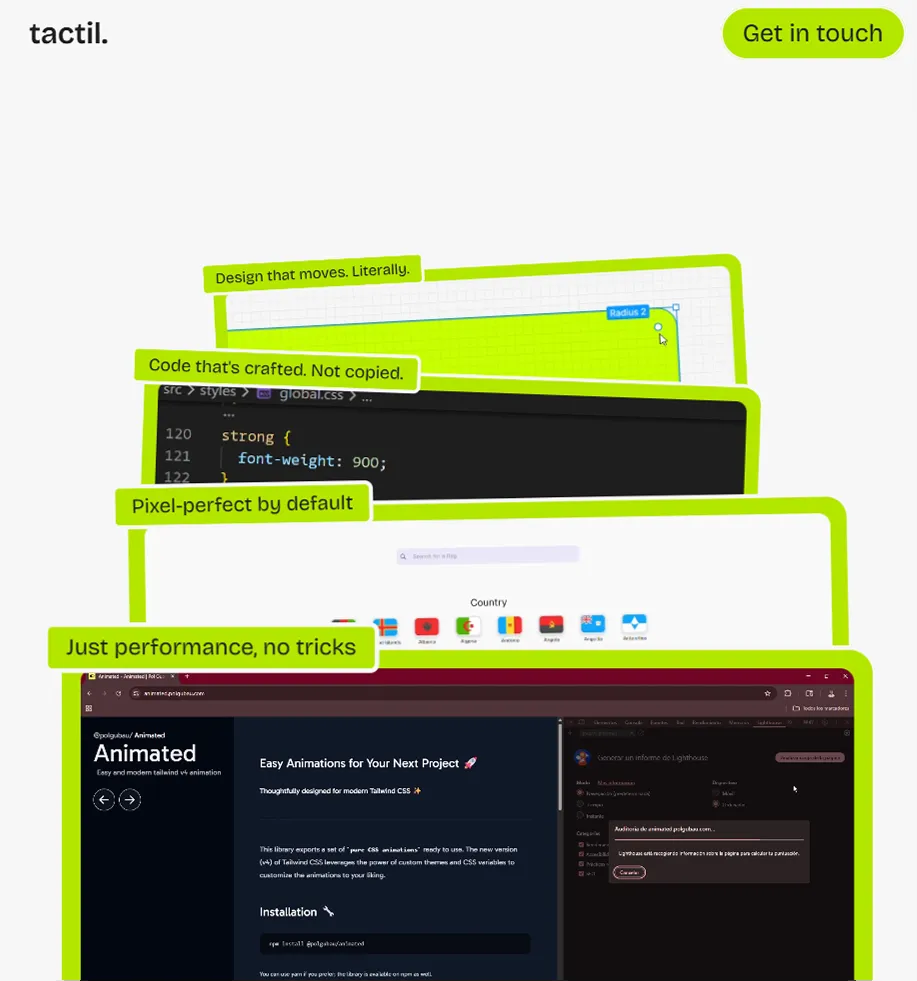 tactil.
Get in touch
Design that moves. Literally.
Radius 2
Code that's crafted. Not copied.
src > styles > global.css > ...
...
120 strong {
121 font-weight: 900;
122 }
Pixel-perfect by default
Country
Albania
Algeria
Andorra
Angola
Anguilla
Just performance, no tricks
Animated - Animated | Pol Gu
animated.polgubau.com
Todos los marcadores
@polgubau/ Animated
Animated
Easy and modern tailwind v4 animation
Easy Animations for Your Next Project 🚀
Thoughtfully designed for modern Tailwind CSS ✨
This library exports a set of "pure CSS animations" ready to use. The new version
(v4) of Tailwind CSS leverages the power of custom themes and CSS variables to
customize the animations to your liking.
Installation 🔧
npm install @polgubau/animated
You can use yarn if you prefer, the library is available on npm as well.
Lighthouse
Generar un informe de Lighthouse
Modo
Categorías
Auditoría de animated.polgubau.com...
Lighthouse está recogiendo información sobre la página para calcular tu puntuación.
Cancelar